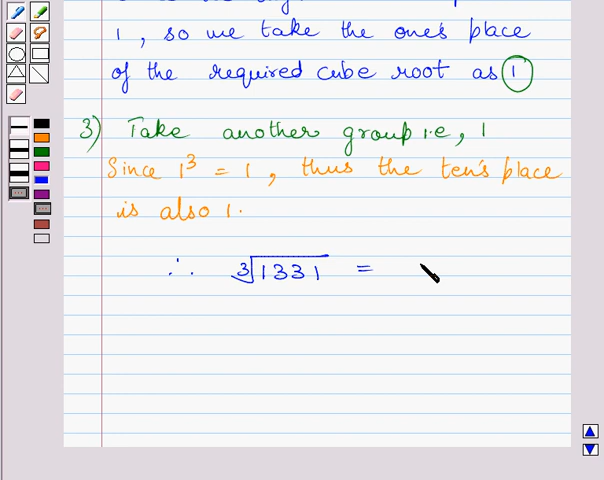 1 , so we take the one's place
of the required cube root as 1
3) Take another group i.e, 1
Since 1³ = 1 , thus the ten's place
is also 1.
∴ ∛1331 =